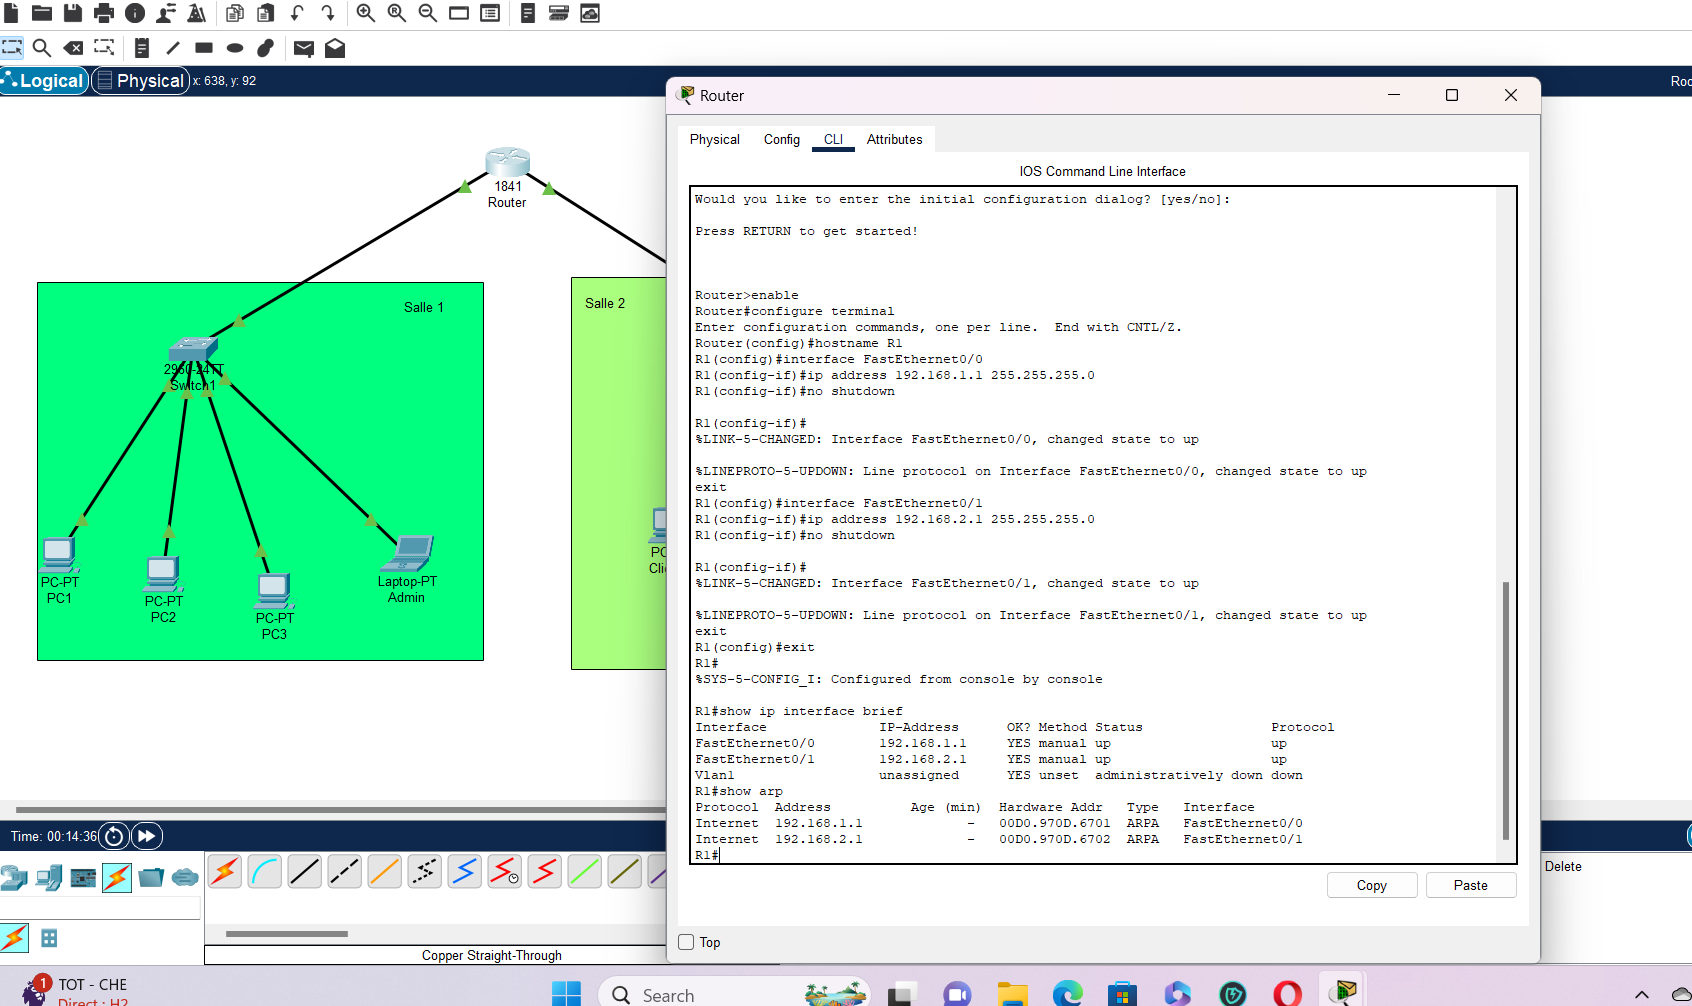 Logical
Physical
x: 638, y: 92
Router
Physical
Config
CLI
Attributes
IOS Command Line Interface
1841
Router
Salle 1
Salle 2
2960-24TT
Switch1
PC-PT
PC1
PC-PT
PC2
PC-PT
PC3
Laptop-PT
Admin
Would you like to enter the initial configuration dialog? [yes/no]:
Press RETURN to get started!
Router>enable
Router#configure terminal
Enter configuration commands, one per line.  End with CNTL/Z.
Router(config)#hostname R1
R1(config)#interface FastEthernet0/0
R1(config-if)#ip address 192.168.1.1 255.255.255.0
R1(config-if)#no shutdown
R1(config-if)#
%LINK-5-CHANGED: Interface FastEthernet0/0, changed state to up
%LINEPROTO-5-UPDOWN: Line protocol on Interface FastEthernet0/0, changed state to up
exit
R1(config)#interface FastEthernet0/1
R1(config-if)#ip address 192.168.2.1 255.255.255.0
R1(config-if)#no shutdown
R1(config-if)#
%LINK-5-CHANGED: Interface FastEthernet0/1, changed state to up
%LINEPROTO-5-UPDOWN: Line protocol on Interface FastEthernet0/1, changed state to up
exit
R1(config)#exit
R1#
%SYS-5-CONFIG_I: Configured from console by console
R1#show ip interface brief
Interface IP-Address OK? Method Status Protocol
FastEthernet0/0 192.168.1.1 YES manual up up
FastEthernet0/1 192.168.2.1 YES manual up up
Vlan1 unassigned YES unset administratively down down
R1#show arp
Protocol Address Age (min) Hardware Addr Type Interface
Internet 192.168.1.1 - 00D0.970D.6701 ARPA FastEthernet0/0
Internet 192.168.2.1 - 00D0.970D.6702 ARPA FastEthernet0/1
R1#
Copy
Paste
Top
Delete
Time: 00:14:36
Copper Straight-Through
1
TOT - CHE
Direct : H2
Search